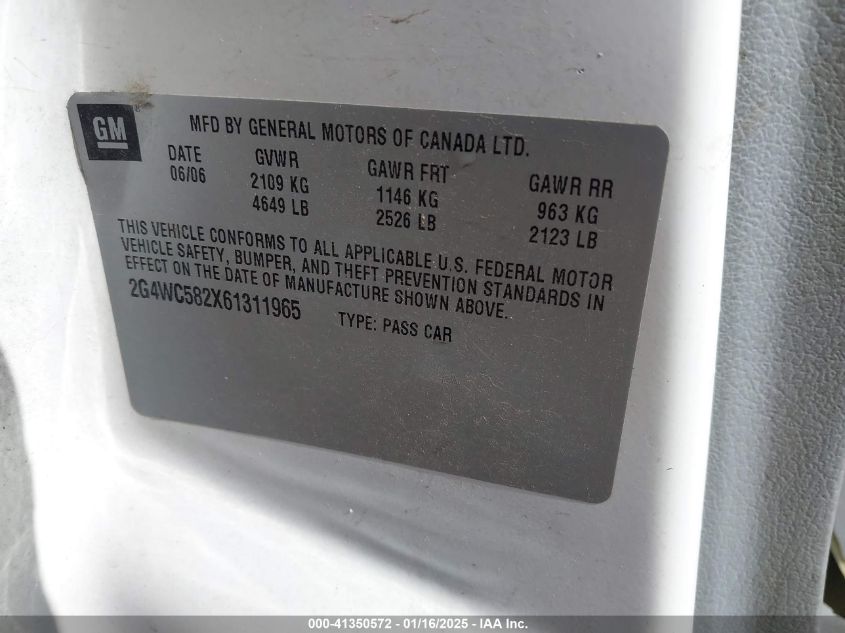 GM
MFD BY GENERAL MOTORS OF CANADA LTD.
DATE GVWR GAWR FRT GAWR RR
06/06 2109 KG 1146 KG 963 KG
4649 LB 2526 LB 2123 LB
THIS VEHICLE CONFORMS TO ALL APPLICABLE U.S. FEDERAL MOTOR
VEHICLE SAFETY, BUMPER, AND THEFT PREVENTION STANDARDS IN
EFFECT ON THE DATE OF MANUFACTURE SHOWN ABOVE.
2G4WC582X61311965 TYPE: PASS CAR
000-41350572 - 01/16/2025 - IAA Inc.